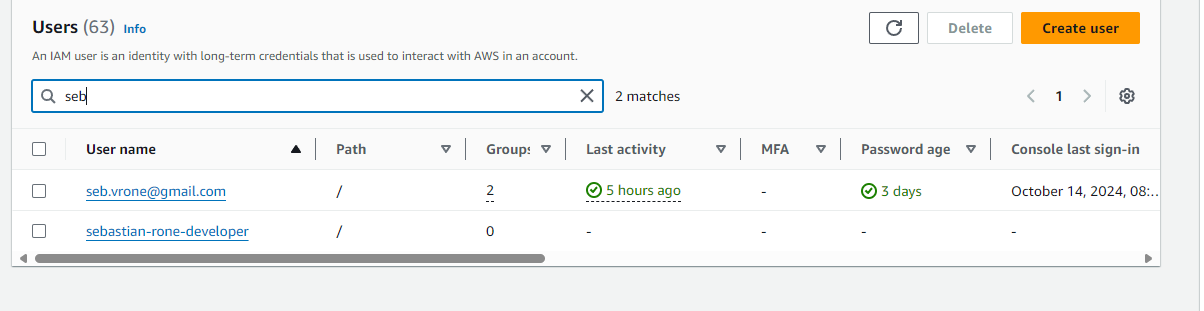 Users (63) Info
Delete
Create user
An IAM user is an identity with long-term credentials that is used to interact with AWS in an account.
seb
2 matches
1
User name Path Groups Last activity MFA Password age Console last sign-in
seb.vrone@gmail.com / 2 5 hours ago - 3 days October 14, 2024, 08:...
sebastian-rone-developer / 0 - - - -